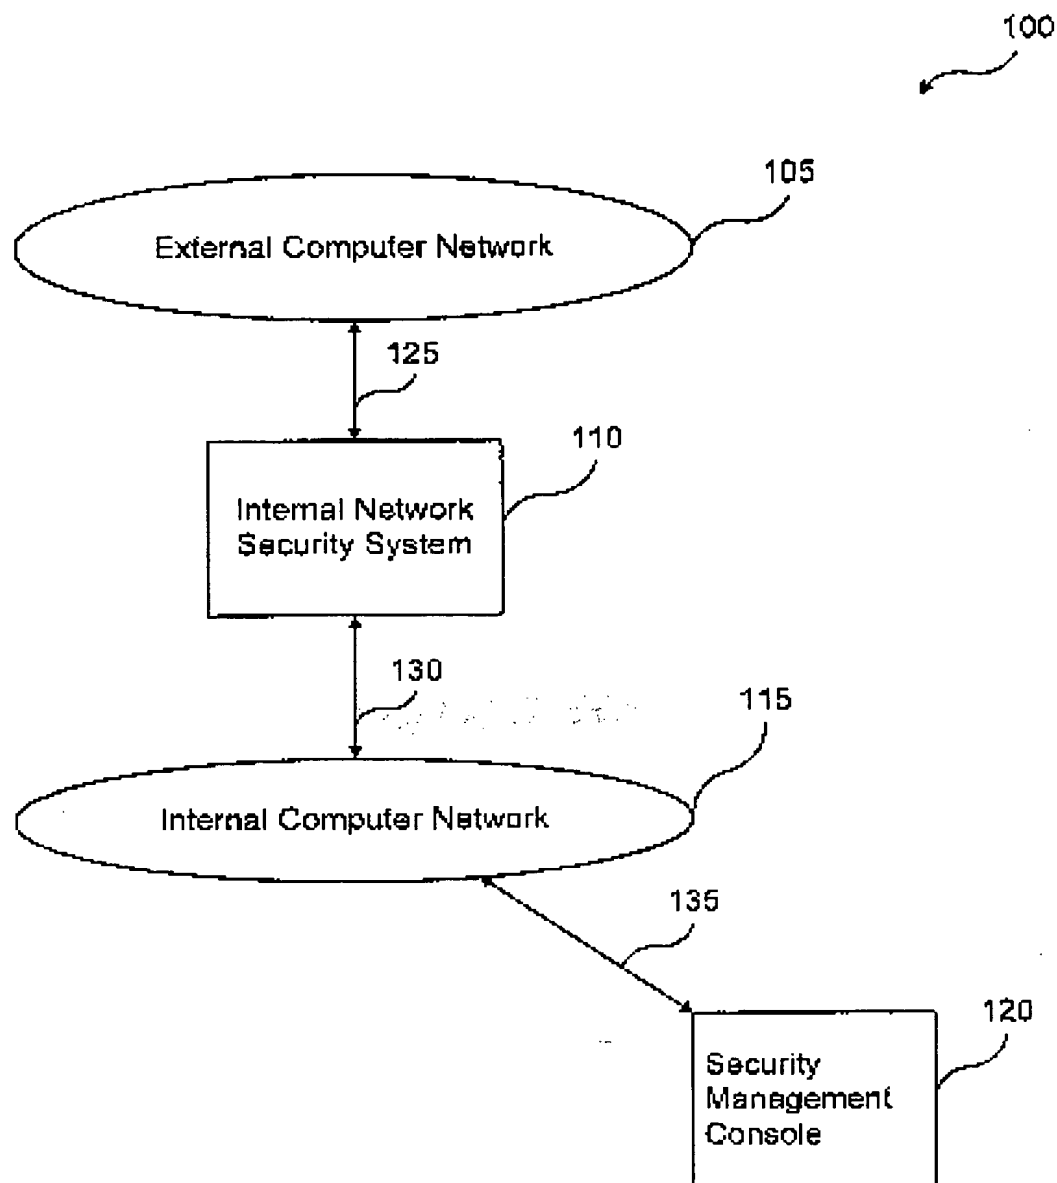 100
105
External Computer Network
125
110
Internal Network
Security System
130
115
Internal Computer Network
135
120
Security
Management
Console